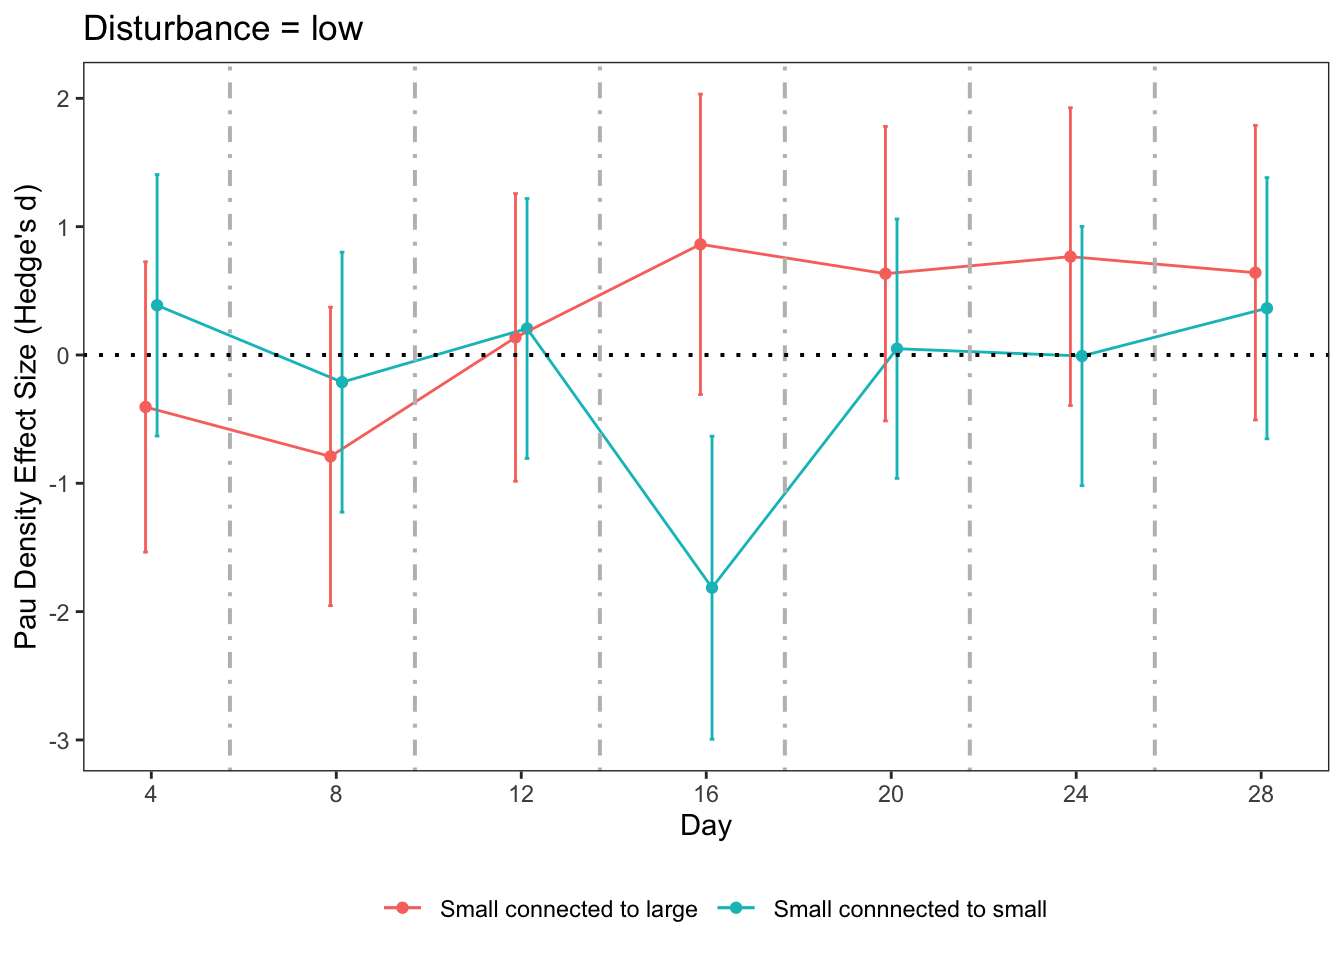 Disturbance = low
Pau Density Effect Size (Hedge's d)
2
1
0
-1
-2
-3
4 8 12 16 20 24 28
Day
Small connected to large Small connnected to small